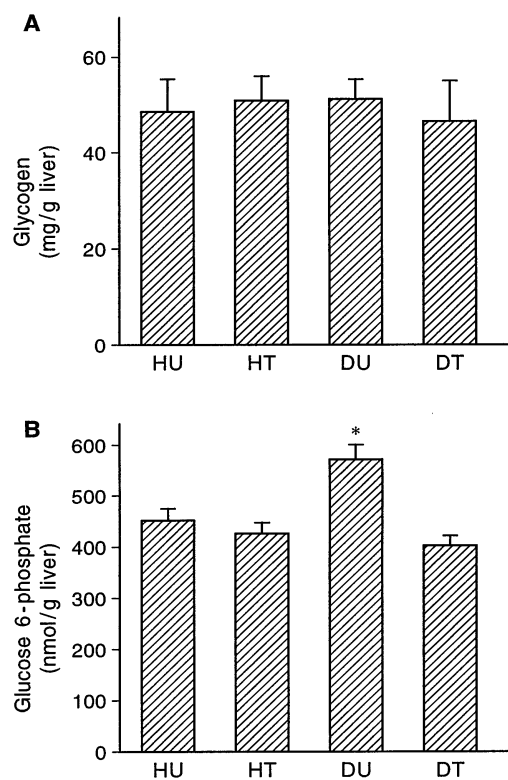 A
60
40
20
0
Glycogen
(mg/g liver)
HU HT DU DT
B
*
600
500
400
300
200
100
0
Glucose 6-phosphate
(nmol/g liver)
HU HT DU DT